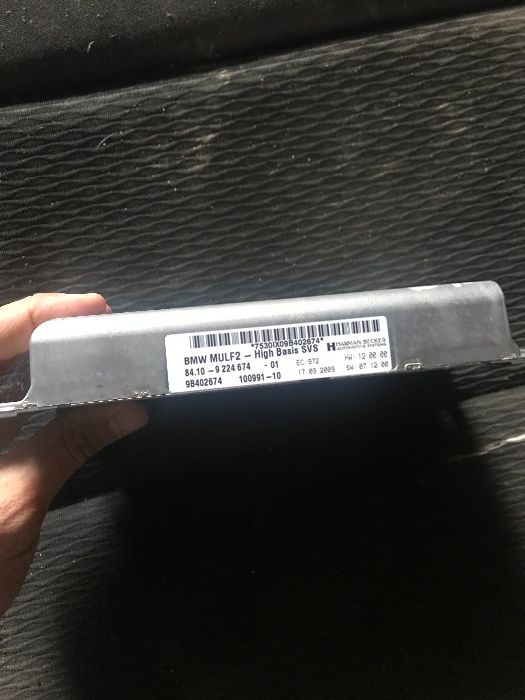 *7530IX09B402674*
BMW MULF2 – High Basis SVS
HARMAN/BECKER
AUTOMOTIVE SYSTEMS
84.10 – 9 224 674 – 01
EC:972
HW: 12 00 00
9B402674 100991–10
17.09 2009
SW: 07 12 00